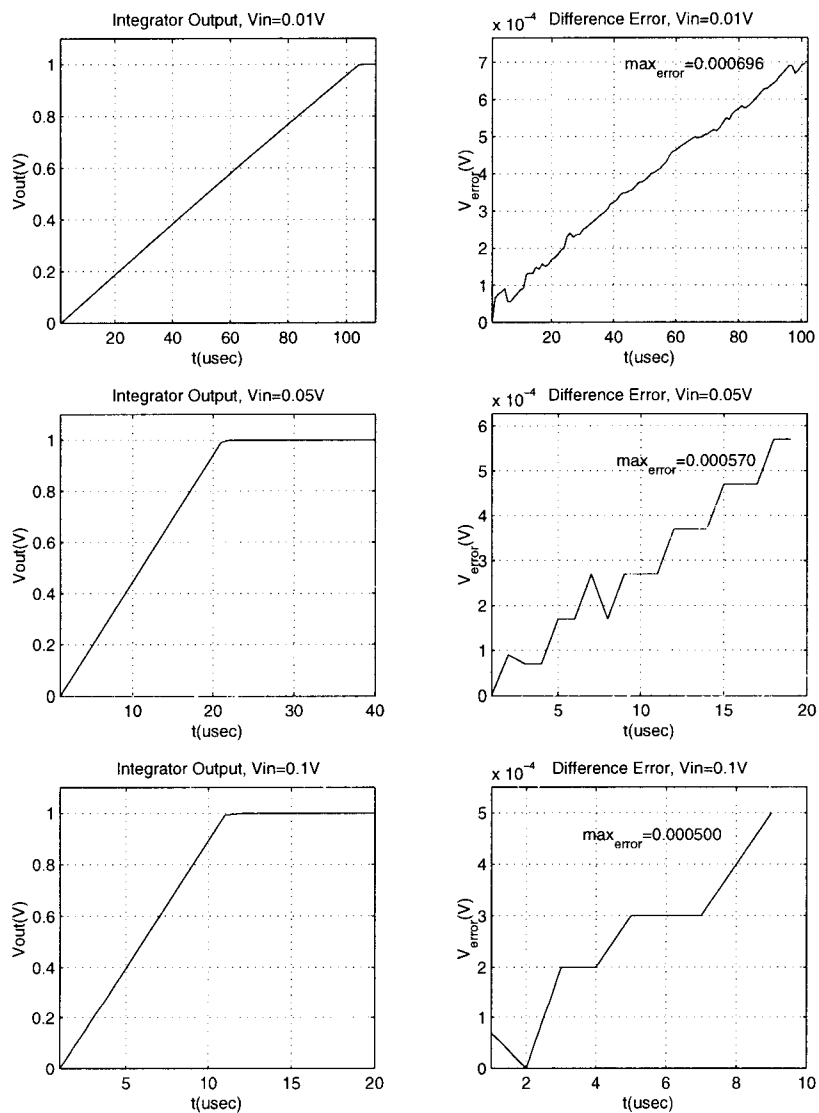 Integrator Output, Vin=0.01V
1
0.8
0.6
0.4
0.2
0
Vout(V)
20 40 60 80 100
t(usec)
x 10⁻⁴ Difference Error, Vin=0.01V
7
6
5
4
3
2
1
0
V_error(V)
max_error=0.000696
0 20 40 60 80 100
t(usec)
Integrator Output, Vin=0.05V
1
0.8
0.6
0.4
0.2
0
Vout(V)
10 20 30 40
t(usec)
x 10⁻⁴ Difference Error, Vin=0.05V
6
5
4
3
2
1
0
V_error(V)
max_error=0.000570
5 10 15 20
t(usec)
Integrator Output, Vin=0.1V
1
0.8
0.6
0.4
0.2
0
Vout(V)
5 10 15 20
t(usec)
x 10⁻⁴ Difference Error, Vin=0.1V
5
4
3
2
1
0
V_error(V)
max_error=0.000500
2 4 6 8 10
t(usec)